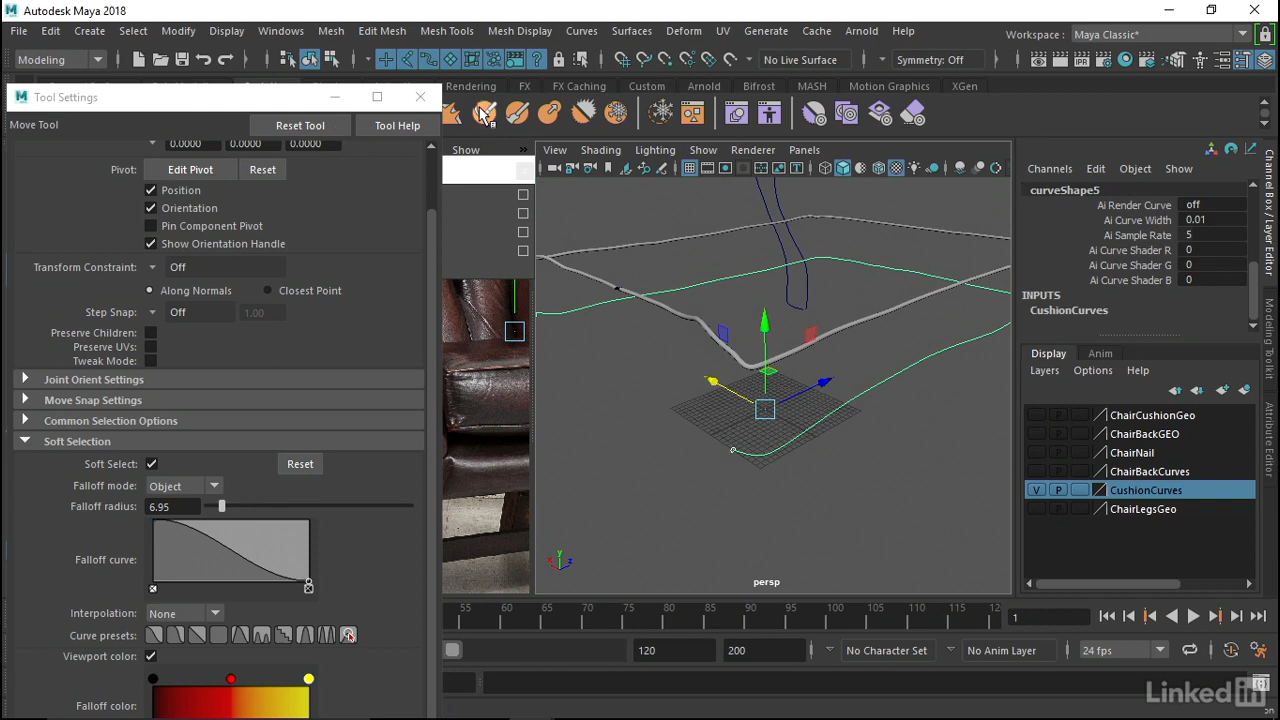 Autodesk Maya 2018
File Edit Create Select Modify Display Windows Mesh Edit Mesh Mesh Tools Mesh Display Curves Surfaces Deform UV Generate Cache Arnold Help
Workspace : Maya Classic*
Modeling No Live Surface Symmetry: Off
Rendering FX FX Caching Custom Arnold Bifrost MASH Motion Graphics XGen
Tool Settings
Move Tool Reset Tool Tool Help
0.0000 0.0000 0.0000
Pivot: Edit Pivot Reset
Position
Orientation
Pin Component Pivot
Show Orientation Handle
Transform Constraint: Off
Along Normals Closest Point
Step Snap: Off 1.00
Preserve Children:
Preserve UVs:
Tweak Mode:
Joint Orient Settings
Move Snap Settings
Common Selection Options
Soft Selection
Soft Select: Reset
Falloff mode: Object
Falloff radius: 6.95
Falloff curve:
Interpolation: None
Curve presets:
Viewport color:
Falloff color:
Show
View Shading Lighting Show Renderer Panels
persp
Channels Edit Object Show
curveShape5
Ai Render Curve off
Ai Curve Width 0.01
Ai Sample Rate 5
Ai Curve Shader R 0
Ai Curve Shader G 0
Ai Curve Shader B 0
INPUTS
CushionCurves
Display Anim
Layers Options Help
ChairCushionGeo
ChairBackGEO
ChairNail
ChairBackCurves
V P CushionCurves
ChairLegsGeo
Channel Box / Layer Editor
Modeling Toolkit
Attribute Editor
55 60 65 70 75 80 85 90 95 100 105 110 115 12
1
120 200 No Character Set No Anim Layer 24 fps
LinkedIn